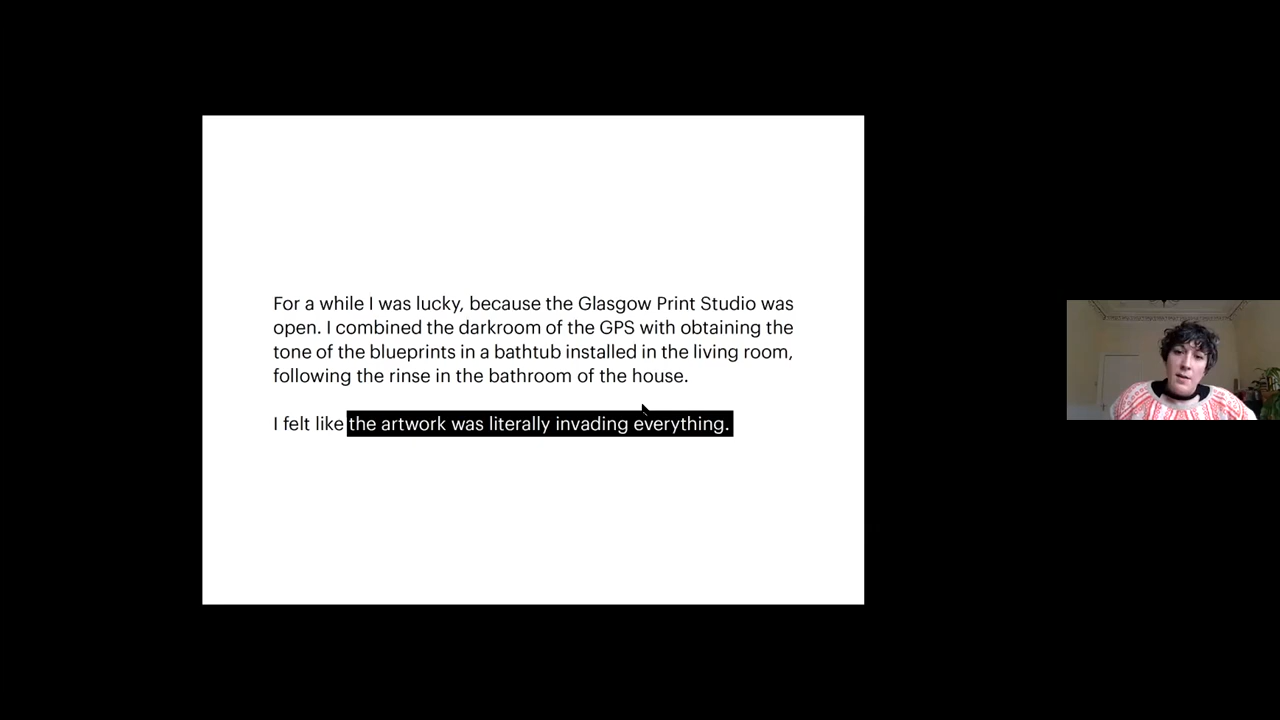 For a while I was lucky, because the Glasgow Print Studio was
open. I combined the darkroom of the GPS with obtaining the
tone of the blueprints in a bathtub installed in the living room,
following the rinse in the bathroom of the house.
I felt like the artwork was literally invading everything.